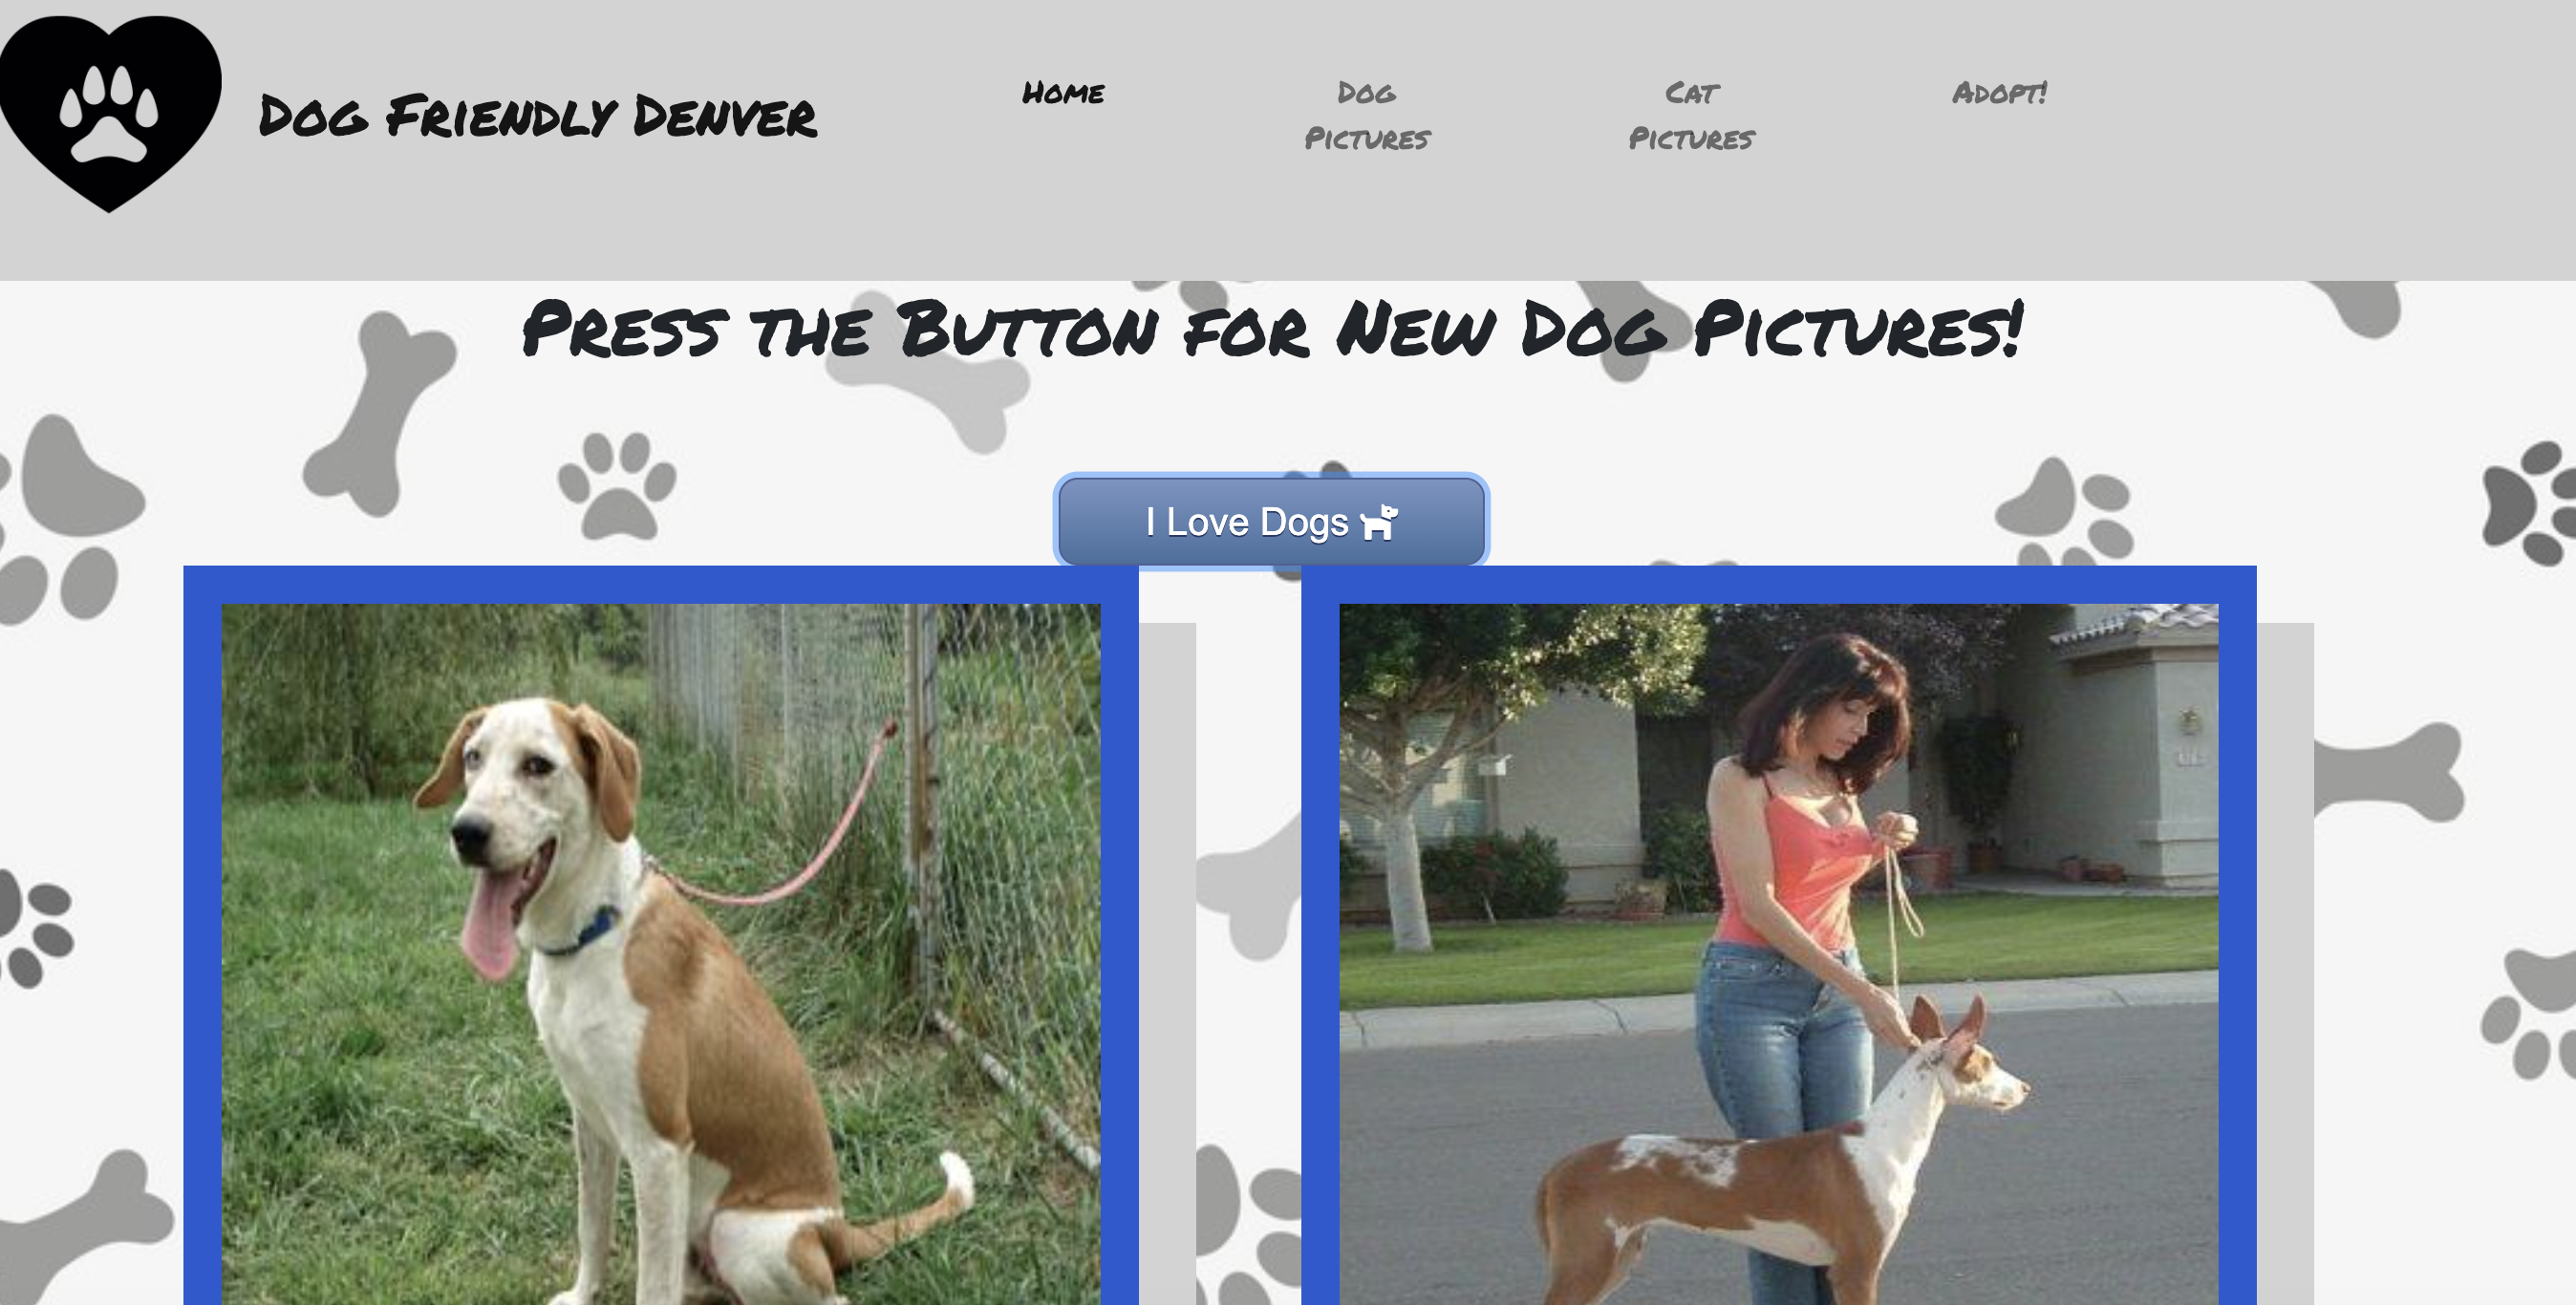 Dog Friendly Denver
Home
Dog
Pictures
Cat
Pictures
Adopt!
Press the Button for New Dog Pictures!
I Love Dogs